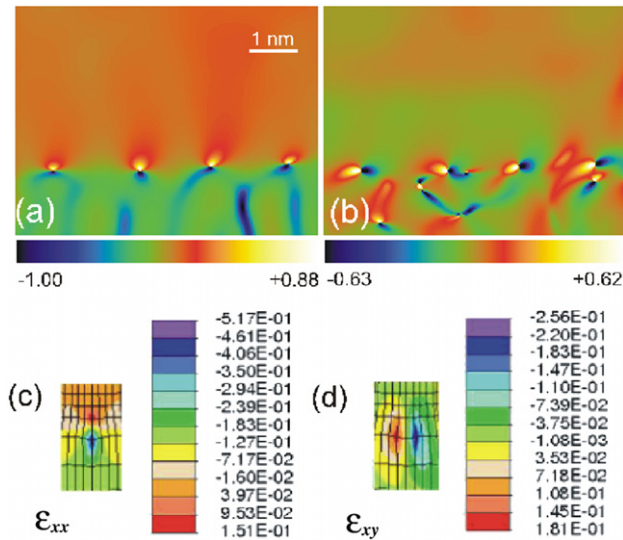 1 nm
(a)
(b)
-1.00
+0.88
-0.63
+0.62
(c)
-5.17E-01
-4.61E-01
-4.06E-01
-3.50E-01
-2.94E-01
-2.39E-01
-1.83E-01
-1.27E-01
-7.17E-02
-1.60E-02
3.97E-02
9.53E-02
1.51E-01
εxx
(d)
-2.56E-01
-2.20E-01
-1.83E-01
-1.47E-01
-1.10E-01
-7.39E-02
-3.75E-02
-1.08E-03
3.53E-02
7.18E-02
1.08E-01
1.45E-01
1.81E-01
εxy